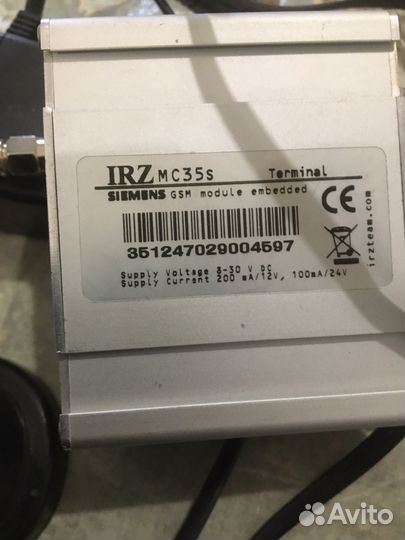 IRZ MC35s Terminal
SIEMENS GSM module embedded
CE
351247029004597
irzteam.com
Supply Voltage 8-30 V DC
Supply Current 200 mA/12V, 100mA/24V
Avito